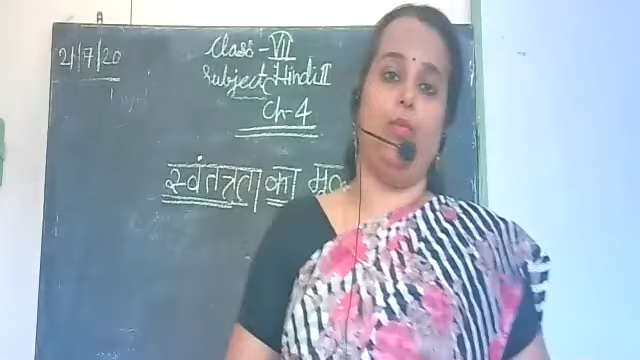 21/7/20
Class - VII
Subject Hindi II
Ch-4
स्वंतत्रता का